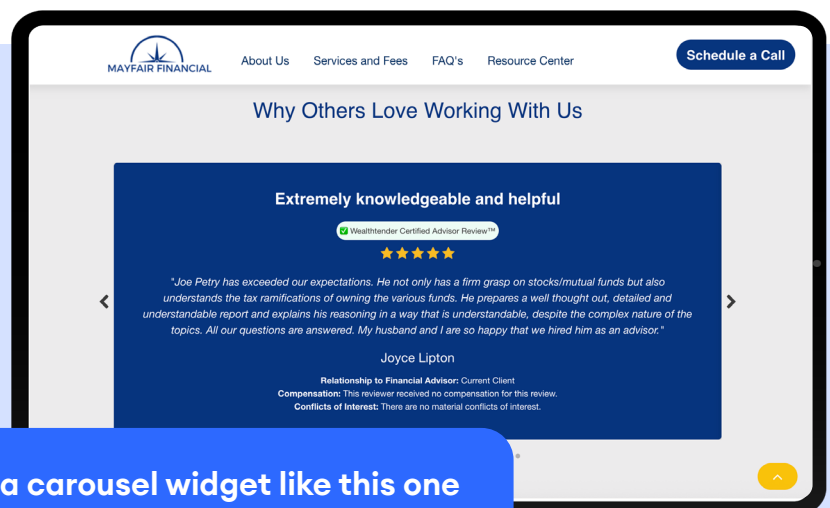 MAYFAIR FINANCIAL
About Us Services and Fees FAQ's Resource Center
Schedule a Call
Why Others Love Working With Us
Extremely knowledgeable and helpful
✅ Wealthtender Certified Advisor Review™
"Joe Petry has exceeded our expectations. He not only has a firm grasp on stocks/mutual funds but also
understands the tax ramifications of owning the various funds. He prepares a well thought out, detailed and
understandable report and explains his reasoning in a way that is understandable, despite the complex nature of the
topics. All our questions are answered. My husband and I are so happy that we hired him as an advisor."
Joyce Lipton
Relationship to Financial Advisor: Current Client
Compensation: This reviewer received no compensation for this review.
Conflicts of Interest: There are no material conflicts of interest.
a carousel widget like this one